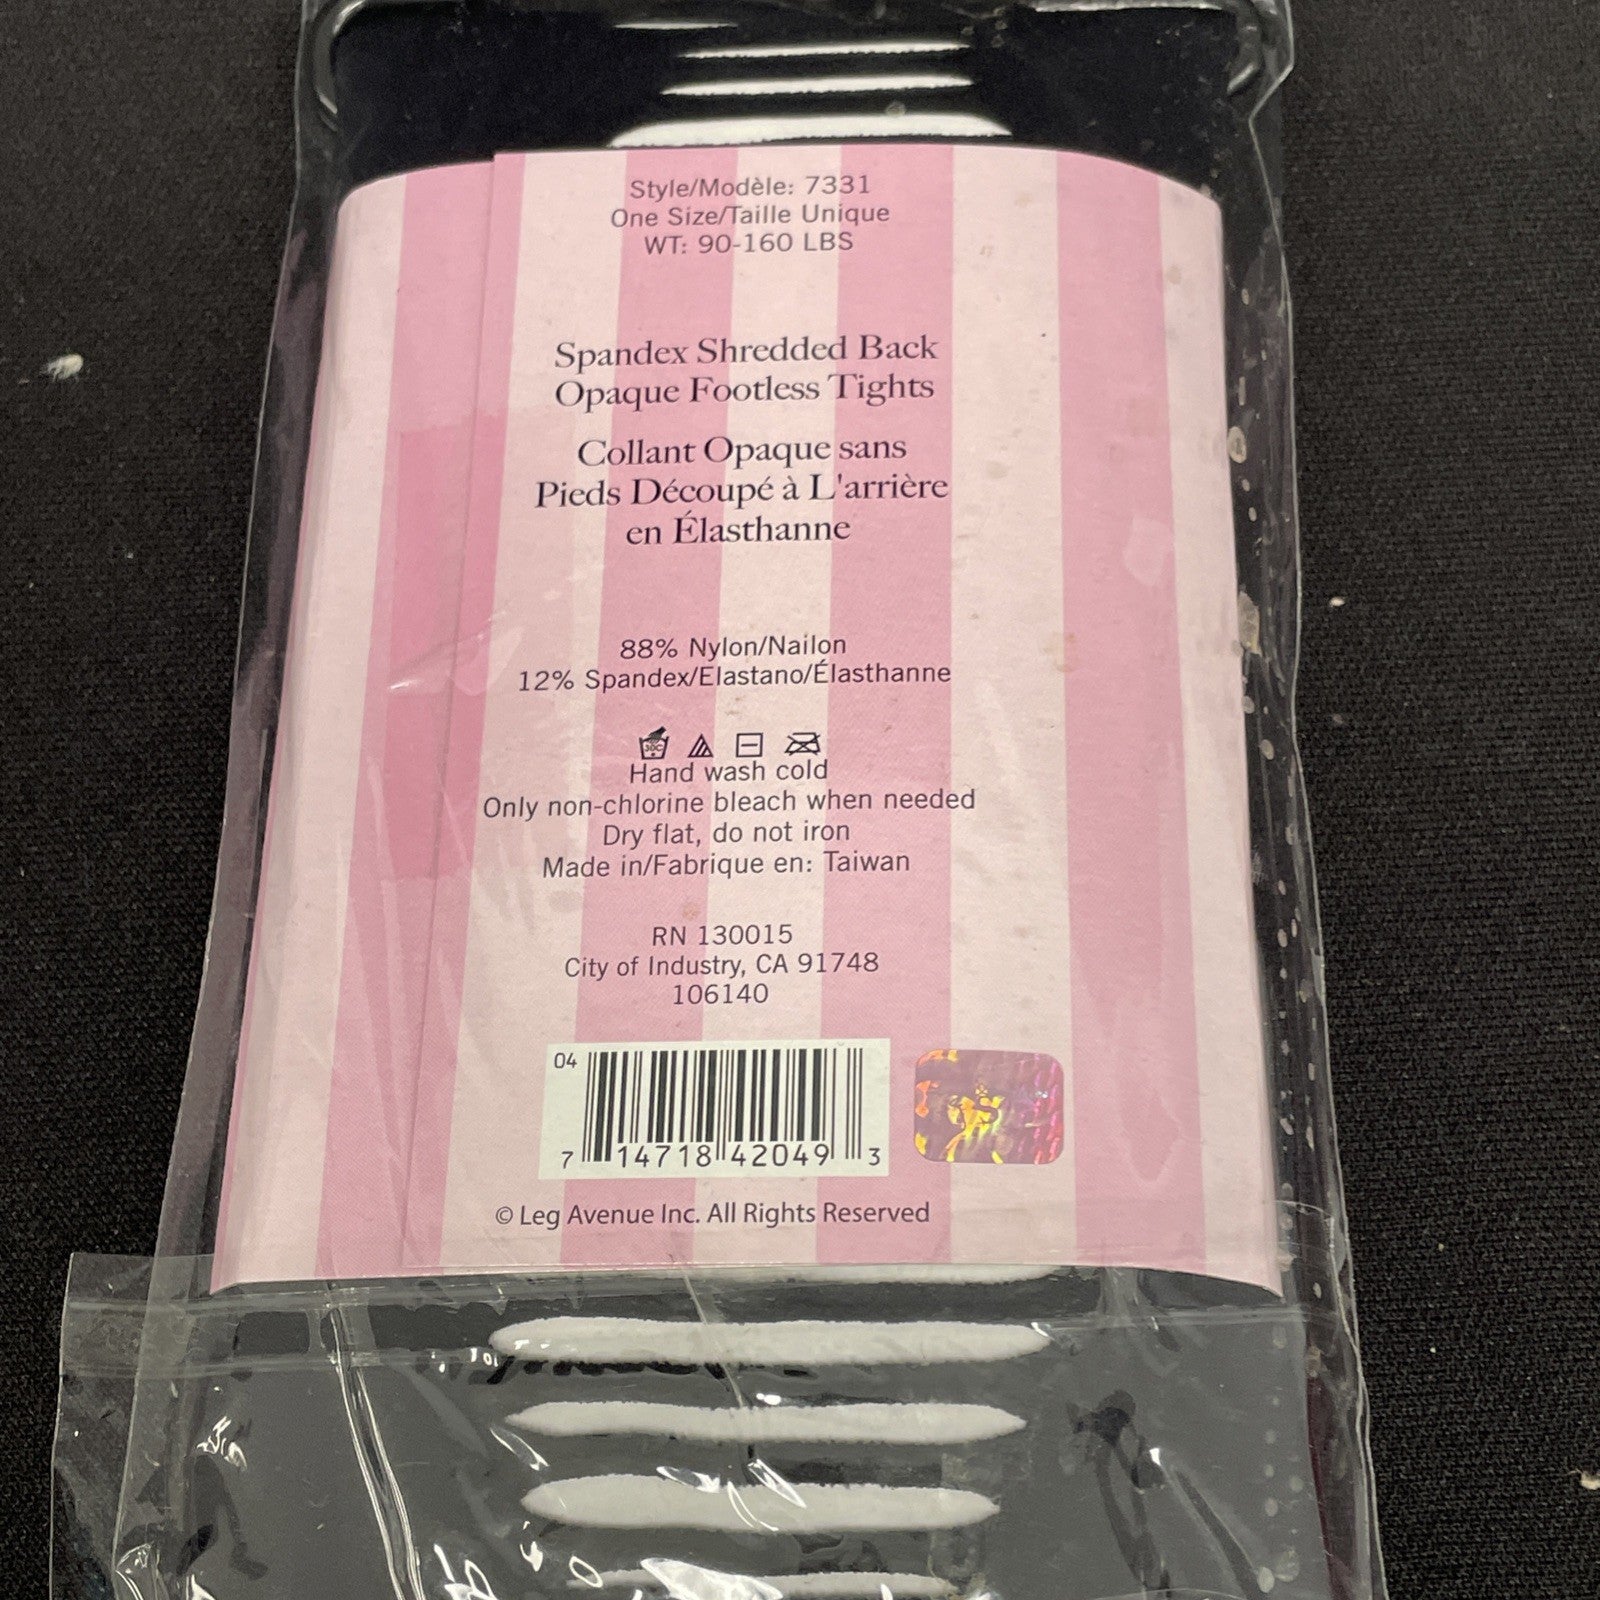 Style/Modèle: 7331
One Size/Taille Unique
WT: 90-160 LBS
Spandex Shredded Back
Opaque Footless Tights
Collant Opaque sans
Pieds Découpé à L'arrière
en Élasthanne
88% Nylon/Nailon
12% Spandex/Elastano/Élasthanne
30C
Hand wash cold
Only non-chlorine bleach when needed
Dry flat, do not iron
Made in/Fabrique en: Taiwan
RN 130015
City of Industry, CA 91748
106140
04
7 14718 42049 3
© Leg Avenue Inc. All Rights Reserved